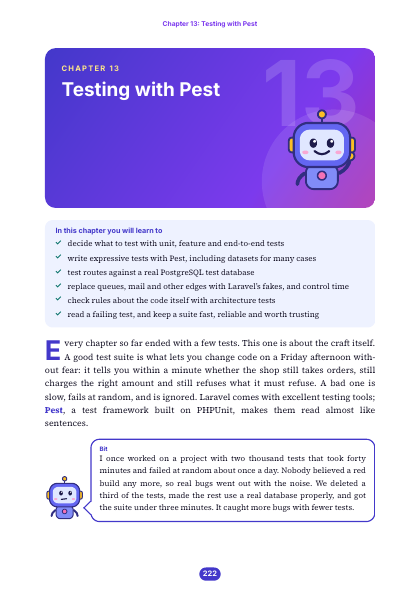 Chapter 13: Testing with Pest
CHAPTER 13
Testing with Pest
13
In this chapter you will learn to
decide what to test with unit, feature and end-to-end tests
write expressive tests with Pest, including datasets for many cases
test routes against a real PostgreSQL test database
replace queues, mail and other edges with Laravel's fakes, and control time
check rules about the code itself with architecture tests
read a failing test, and keep a suite fast, reliable and worth trusting
Every chapter so far ended with a few tests. This one is about the craft itself.
A good test suite is what lets you change code on a Friday afternoon with-
out fear: it tells you within a minute whether the shop still takes orders, still
charges the right amount and still refuses what it must refuse. A bad one is
slow, fails at random, and is ignored. Laravel comes with excellent testing tools;
Pest, a test framework built on PHPUnit, makes them read almost like
sentences.
Bit
I once worked on a project with two thousand tests that took forty
minutes and failed at random about once a day. Nobody believed a red
build any more, so real bugs went out with the noise. We deleted a
third of the tests, made the rest use a real database properly, and got
the suite under three minutes. It caught more bugs with fewer tests.
222